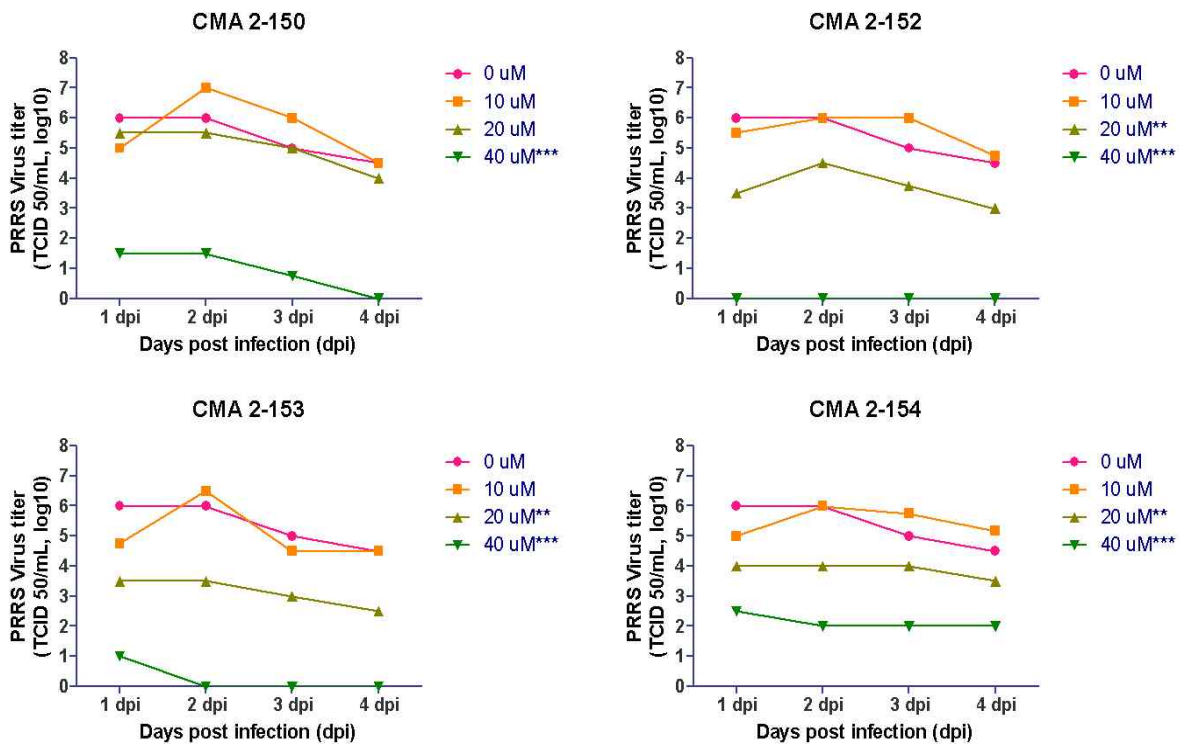 CMA 2-150
PRRS Virus titer
(TCID 50/mL, log10)
8
7
6
5
4
3
2
1
0
1 dpi 2 dpi 3 dpi 4 dpi
Days post infection (dpi)
0 uM
10 uM
20 uM
40 uM***
CMA 2-152
PRRS Virus titer
(TCID 50/mL, log10)
8
7
6
5
4
3
2
1
0
1 dpi 2 dpi 3 dpi 4 dpi
Days post infection (dpi)
0 uM
10 uM
20 uM**
40 uM***
CMA 2-153
PRRS Virus titer
(TCID 50/mL, log10)
8
7
6
5
4
3
2
1
0
1 dpi 2 dpi 3 dpi 4 dpi
Days post infection (dpi)
0 uM
10 uM
20 uM**
40 uM***
CMA 2-154
PRRS Virus titer
(TCID 50/mL, log10)
8
7
6
5
4
3
2
1
0
1 dpi 2 dpi 3 dpi 4 dpi
Days post infection (dpi)
0 uM
10 uM
20 uM**
40 uM***